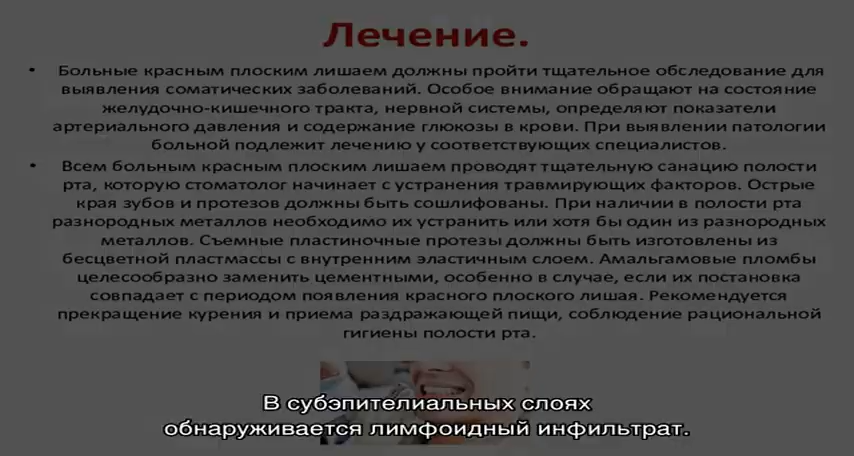 Лечение.
• Больные красным плоским лишаем должны пройти тщательное обследование для
выявления соматических заболеваний. Особое внимание обращают на состояние
желудочно-кишечного тракта, нервной системы, определяют показатели
артериального давления и содержание глюкозы в крови. При выявлении патологии
больной подлежит лечению у соответствующих специалистов.
• Всем больным красным плоским лишаем проводят тщательную санацию полости
рта, которую стоматолог начинает с устранения травмирующих факторов. Острые
края зубов и протезов должны быть сошлифованы. При наличии в полости рта
разнородных металлов необходимо их устранить или хотя бы один из разнородных
металлов. Съемные пластиночные протезы должны быть изготовлены из
бесцветной пластмассы с внутренним эластичным слоем. Амальгамовые пломбы
целесообразно заменить цементными, особенно в случае, если их постановка
совпадает с периодом появления красного плоского лишая. Рекомендуется
прекращение курения и приема раздражающей пищи, соблюдение рациональной
гигиены полости рта.
В субэпителиальных слоях
обнаруживается лимфоидный инфильтрат.